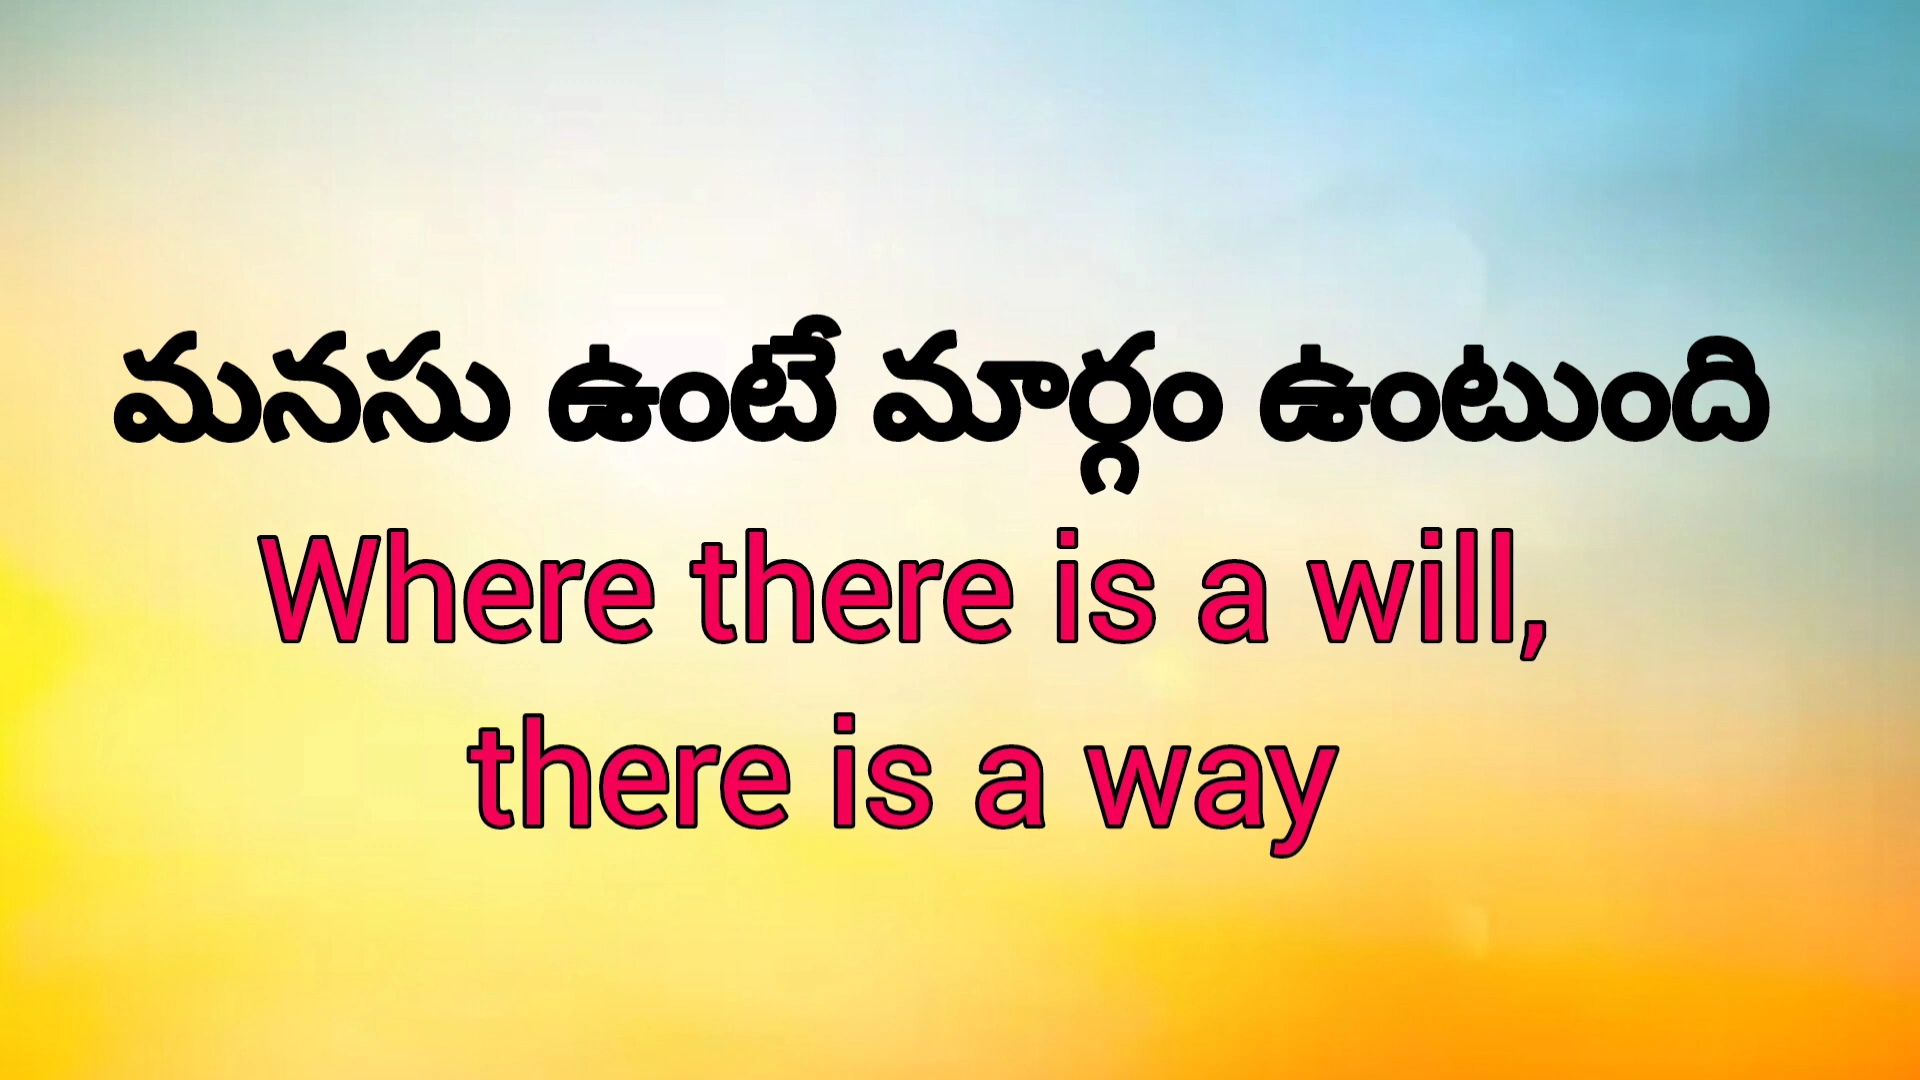 మనసు ఉంటే మార్గం ఉంటుంది
Where there is a will,
there is a way